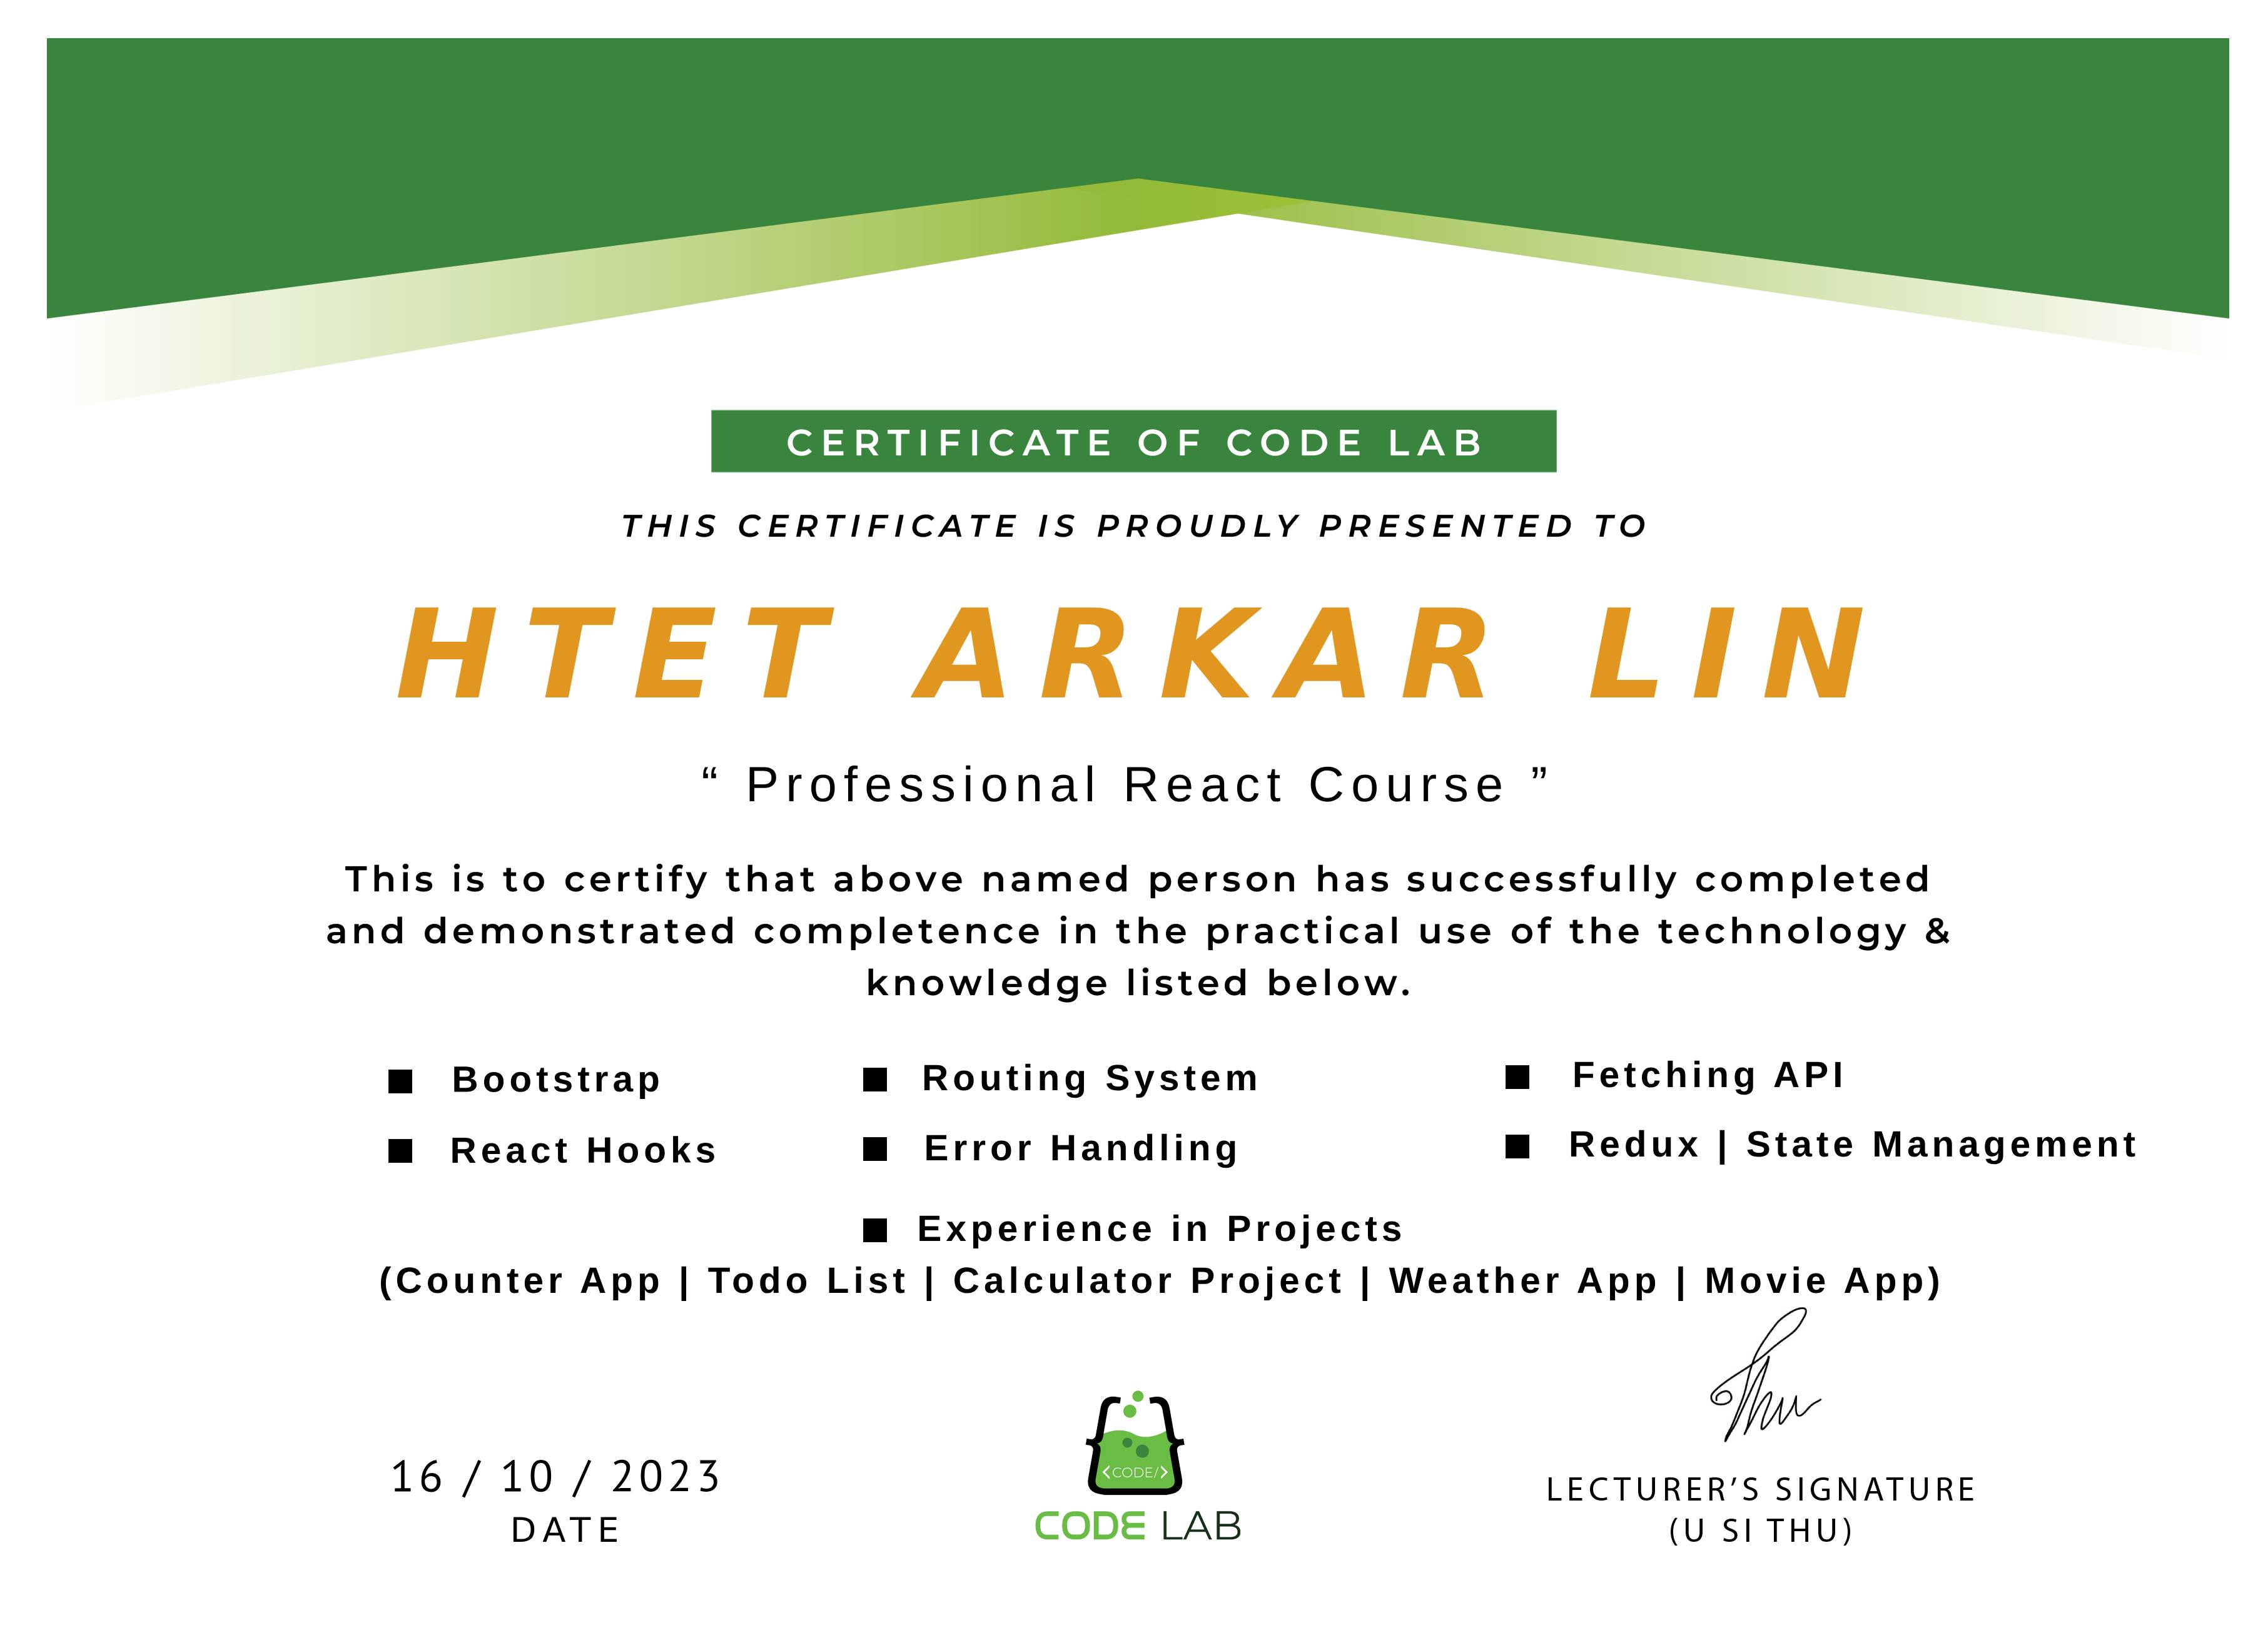 CERTIFICATE OF CODE LAB
THIS CERTIFICATE IS PROUDLY PRESENTED TO
HTET ARKAR LIN
“ Professional React Course ”
This is to certify that above named person has successfully completed
and demonstrated completence in the practical use of the technology &
knowledge listed below.
■ Bootstrap
■ React Hooks
■ Routing System
■ Error Handling
■ Fetching API
■ Redux | State Management
■ Experience in Projects
(Counter App | Todo List | Calculator Project | Weather App | Movie App)
16 / 10 / 2023
DATE
<CODE/>
CODE LAB
Thu
LECTURER’S SIGNATURE
(U SI THU)